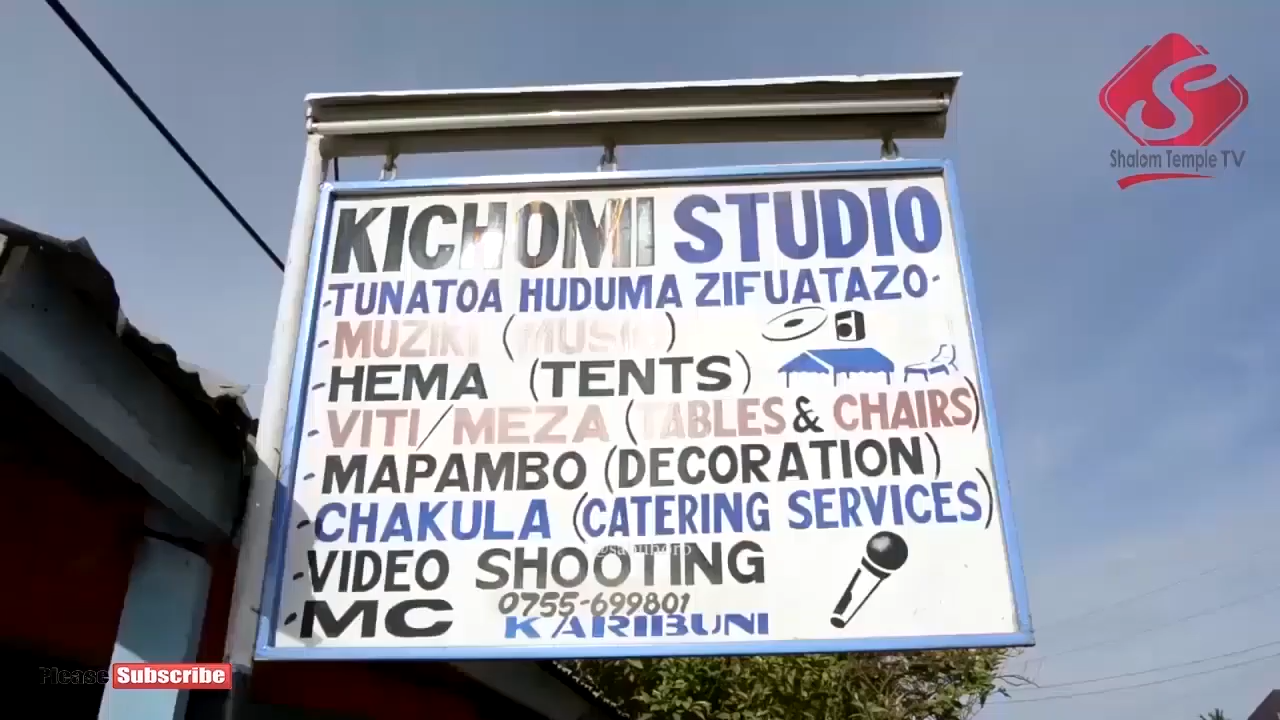 Shalom Temple TV
KICHOMI STUDIO
-TUNATOA HUDUMA ZIFUATAZO-
-MUZIKI (MUSIC)
-HEMA (TENTS)
-VITI/MEZA (TABLES & CHAIRS)
-MAPAMBO (DECORATION)
-CHAKULA (CATERING SERVICES)
-VIDEO SHOOTING
-MC 0755-699801
KARIBUNI
Please Subscribe